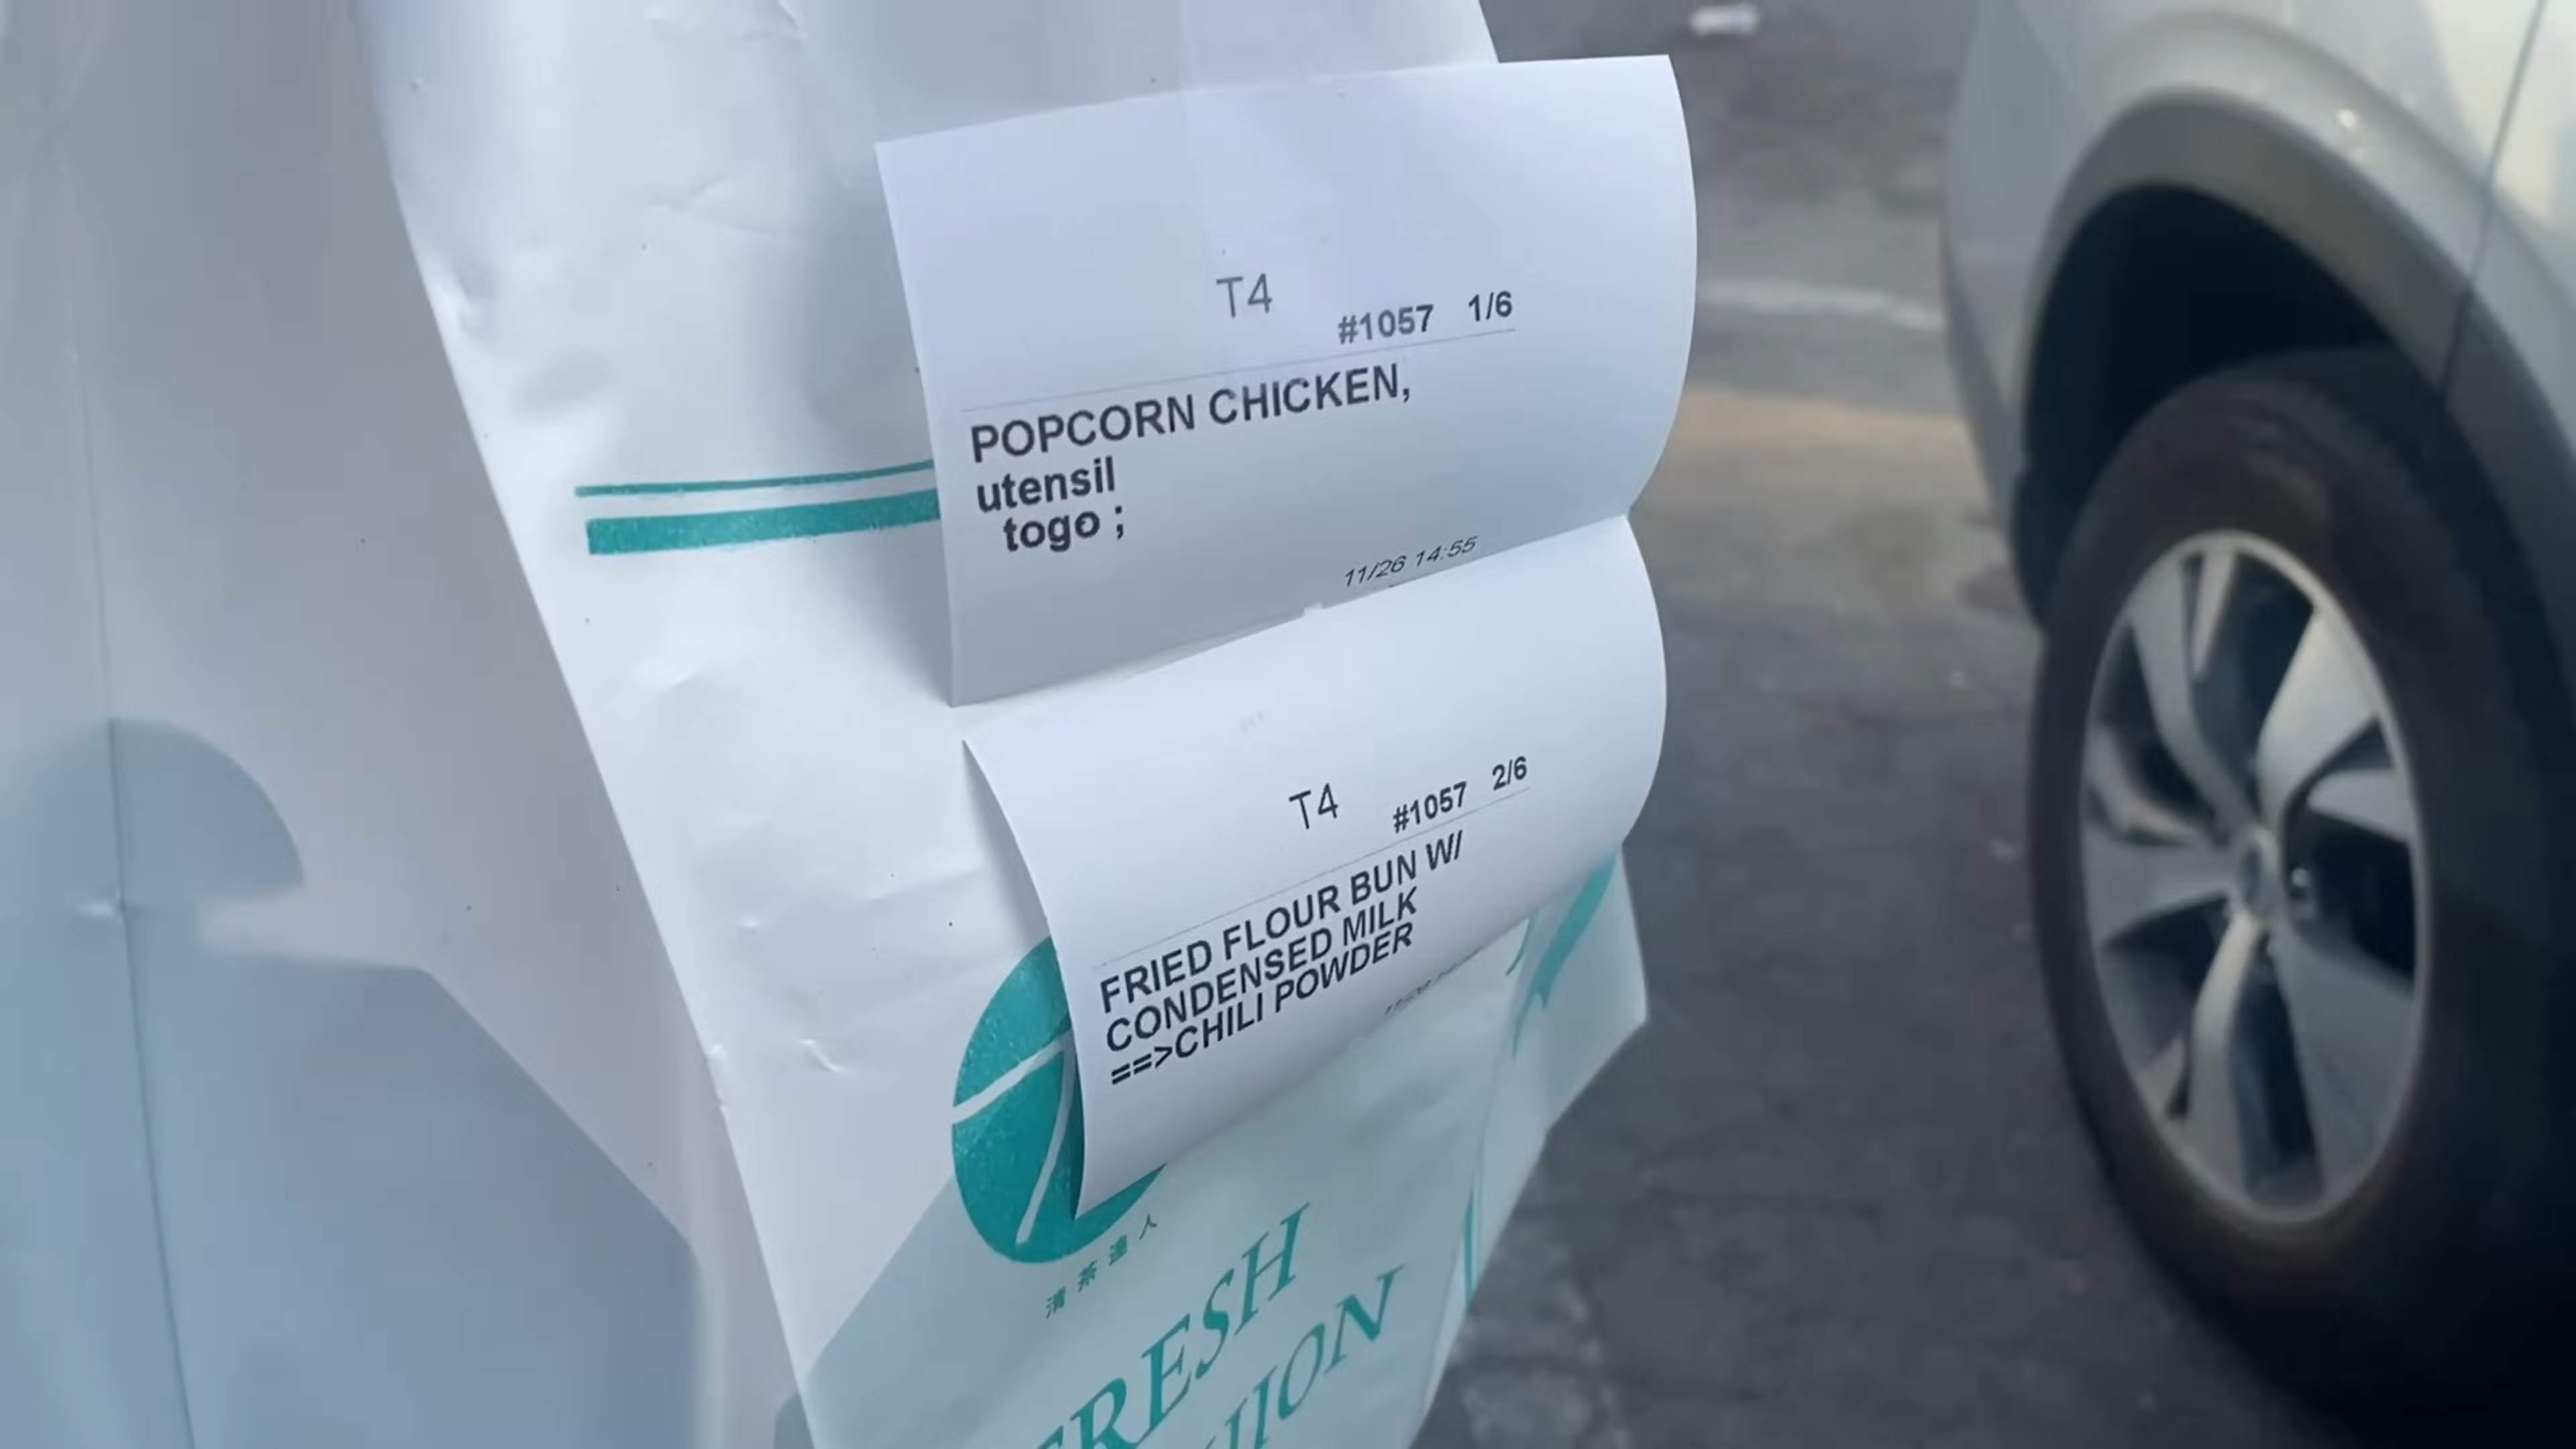 T4
#1057 1/6
POPCORN CHICKEN,
utensil
togo ;
11/26 14:55
T4
#1057 2/6
FRIED FLOUR BUN W/
CONDENSED MILK
==>CHILI POWDER
清茶達人
FRESH